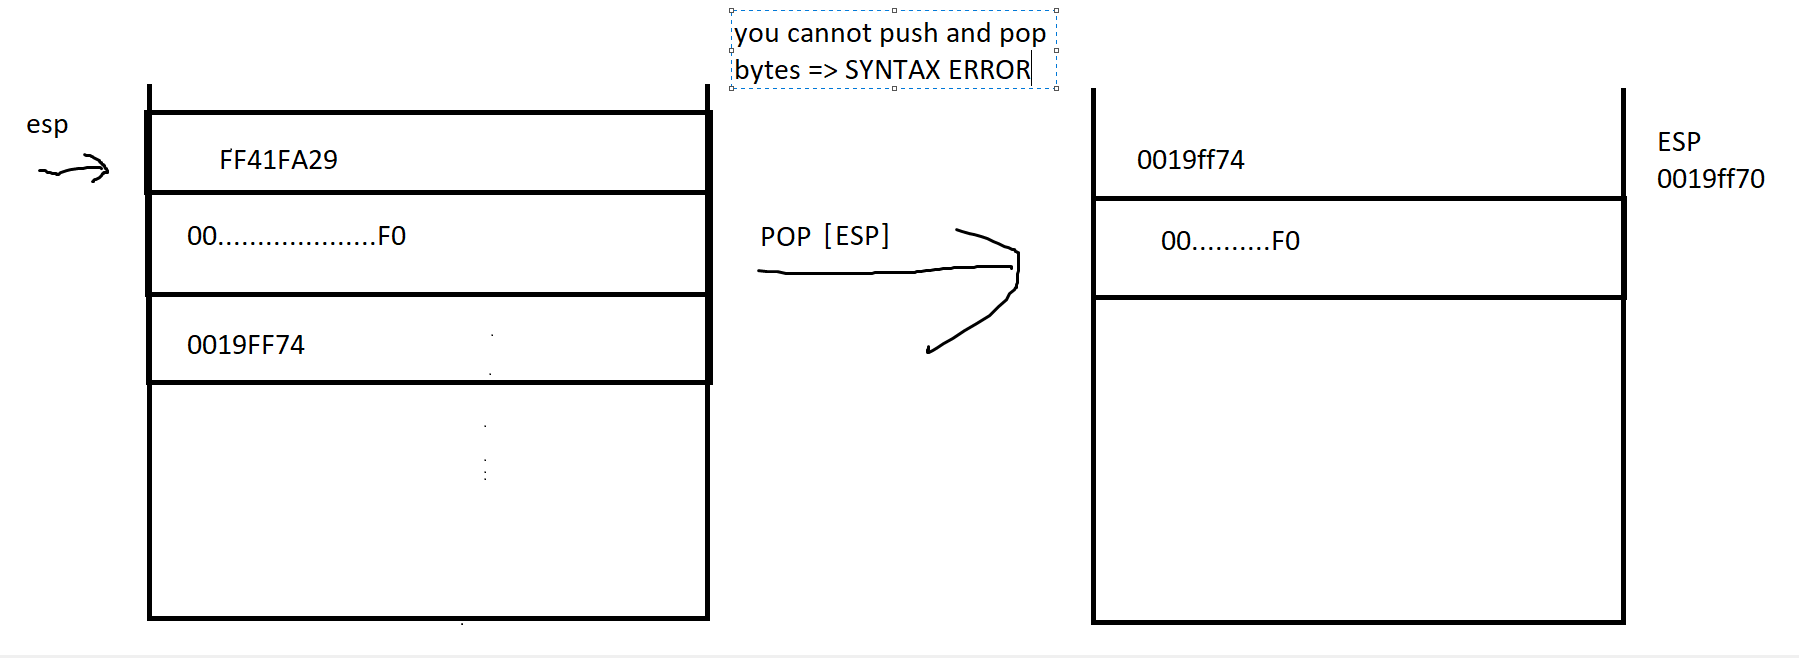 you cannot push and pop
bytes => SYNTAX ERROR
esp
FF41FA29
00....................F0
0019FF74
POP [ESP]
0019ff74
00..........F0
ESP
0019ff70